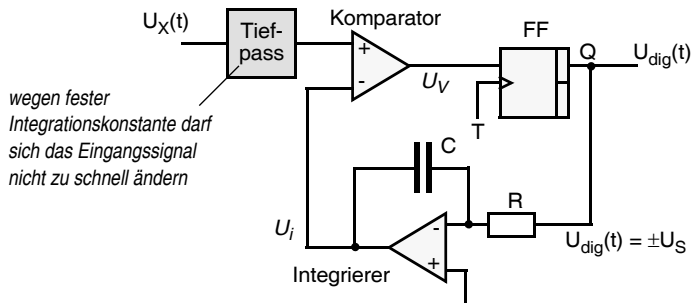 U_X(t)
Tief-
pass
Komparator
+
-
U_V
FF
Q
U_dig(t)
T
wegen fester
Integrationskonstante darf
sich das Eingangssignal
nicht zu schnell ändern
C
R
U_i
-
+
Integrierer
U_dig(t) = ±U_S